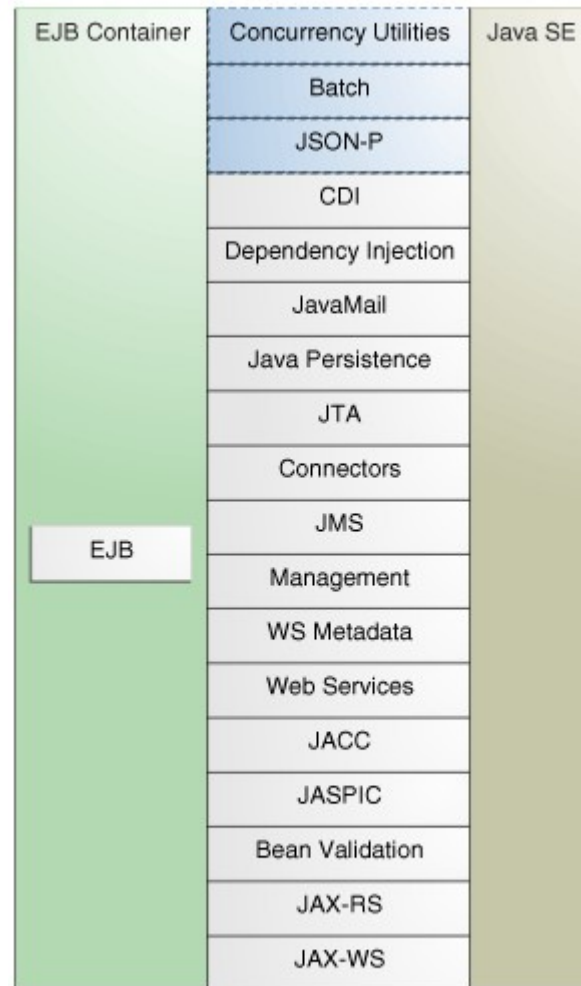 EJB Container
Concurrency Utilities
Java SE
Batch
JSON-P
CDI
Dependency Injection
JavaMail
Java Persistence
JTA
Connectors
JMS
EJB
Management
WS Metadata
Web Services
JACC
JASPIC
Bean Validation
JAX-RS
JAX-WS